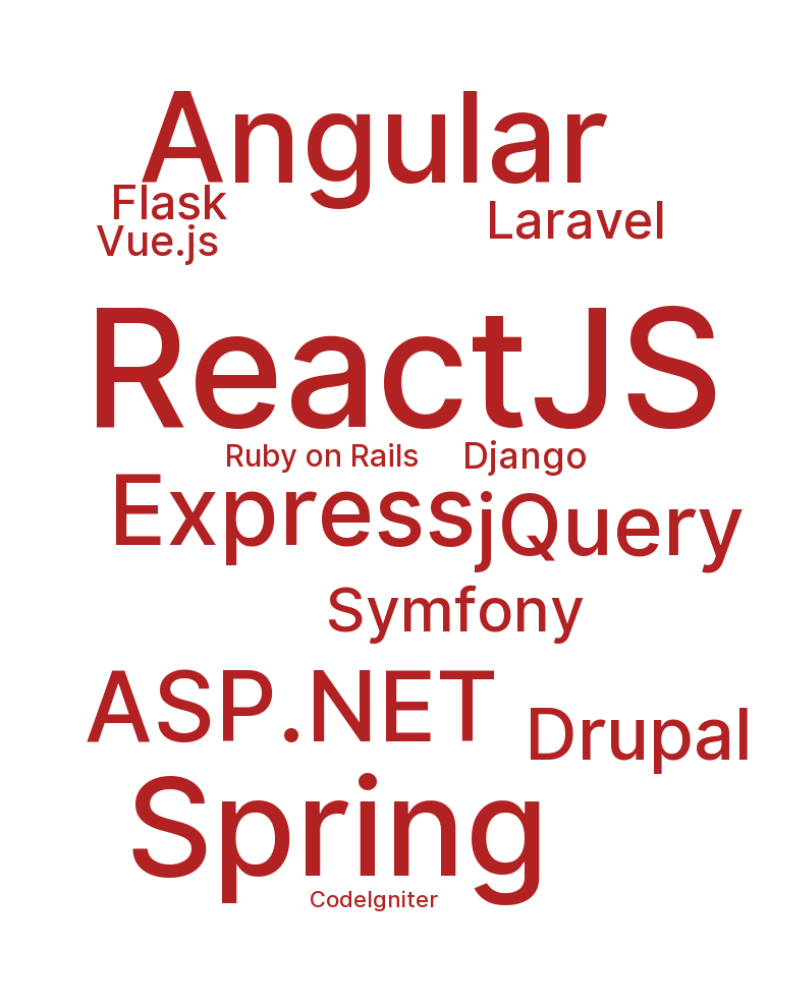 Angular
Flask
Laravel
Vue.js
ReactJS
Ruby on Rails
Django
Express
jQuery
Symfony
ASP.NET
Drupal
Spring
CodeIgniter